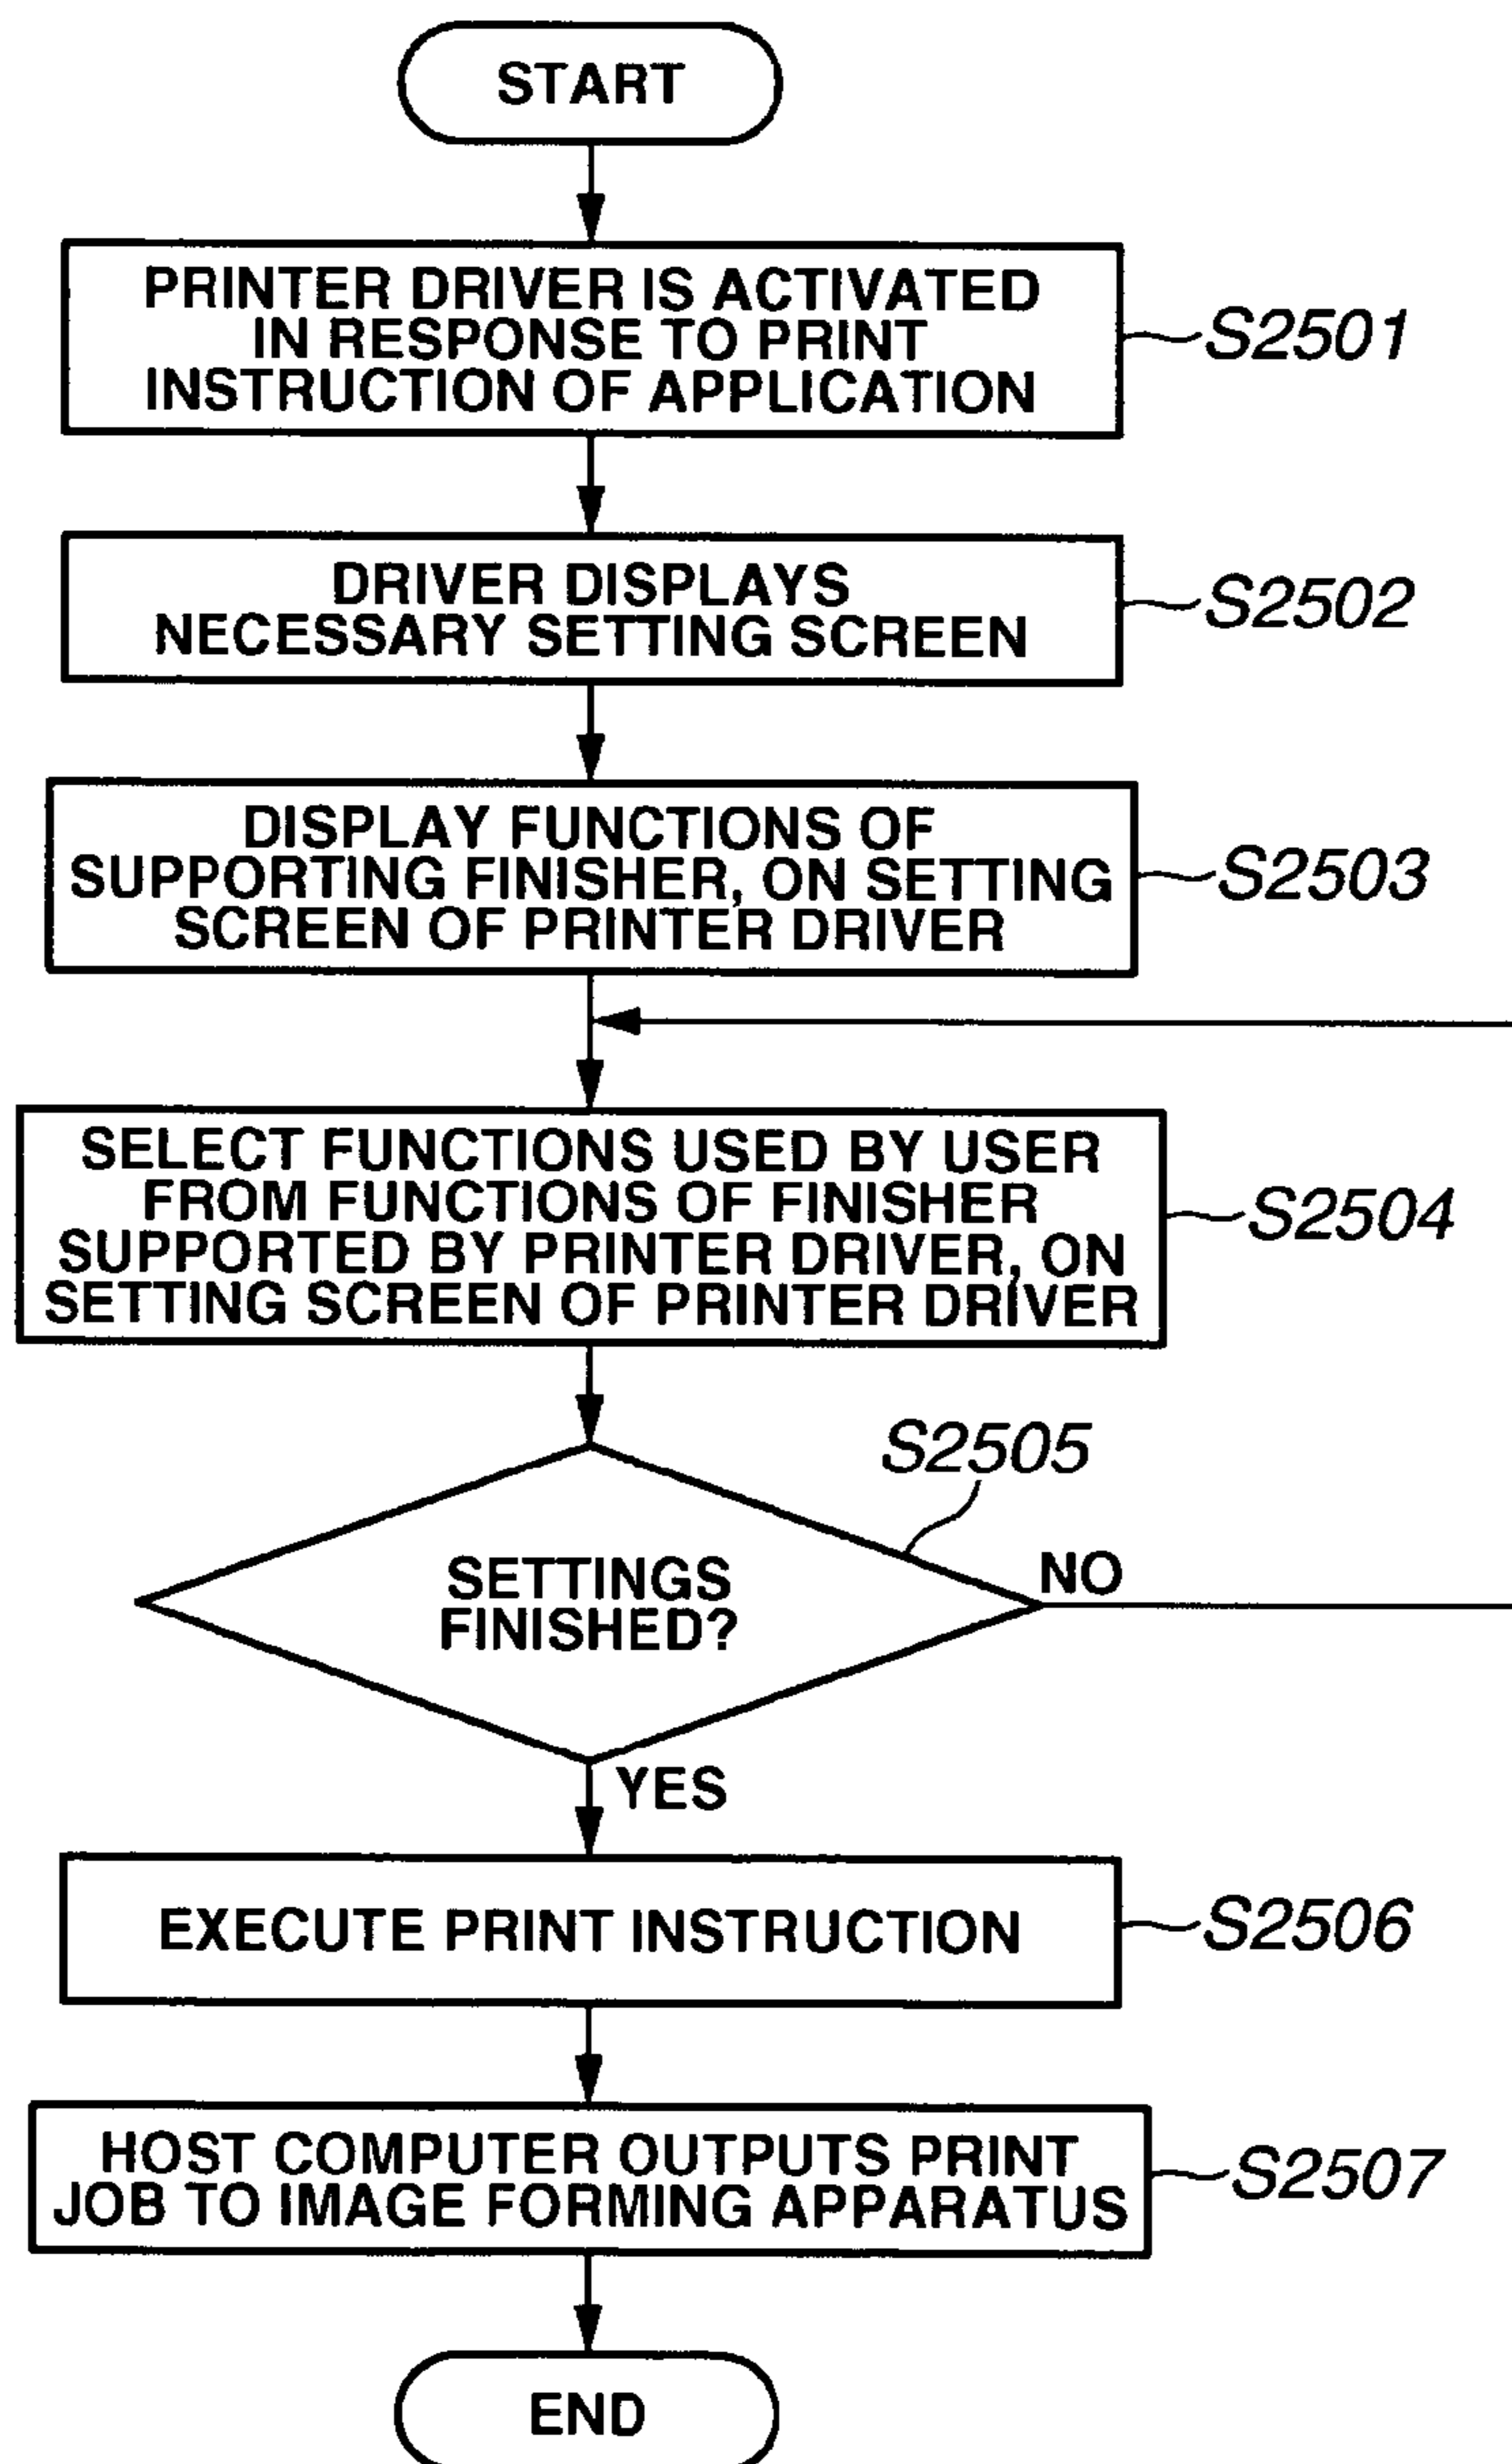 START
PRINTER DRIVER IS ACTIVATED
IN RESPONSE TO PRINT
INSTRUCTION OF APPLICATION
S2501
DRIVER DISPLAYS
NECESSARY SETTING SCREEN
S2502
DISPLAY FUNCTIONS OF
SUPPORTING FINISHER, ON SETTING
SCREEN OF PRINTER DRIVER
S2503
SELECT FUNCTIONS USED BY USER
FROM FUNCTIONS OF FINISHER
SUPPORTED BY PRINTER DRIVER, ON
SETTING SCREEN OF PRINTER DRIVER
S2504
S2505
SETTINGS
FINISHED?
NO
YES
EXECUTE PRINT INSTRUCTION
S2506
HOST COMPUTER OUTPUTS PRINT
JOB TO IMAGE FORMING APPARATUS
S2507
END